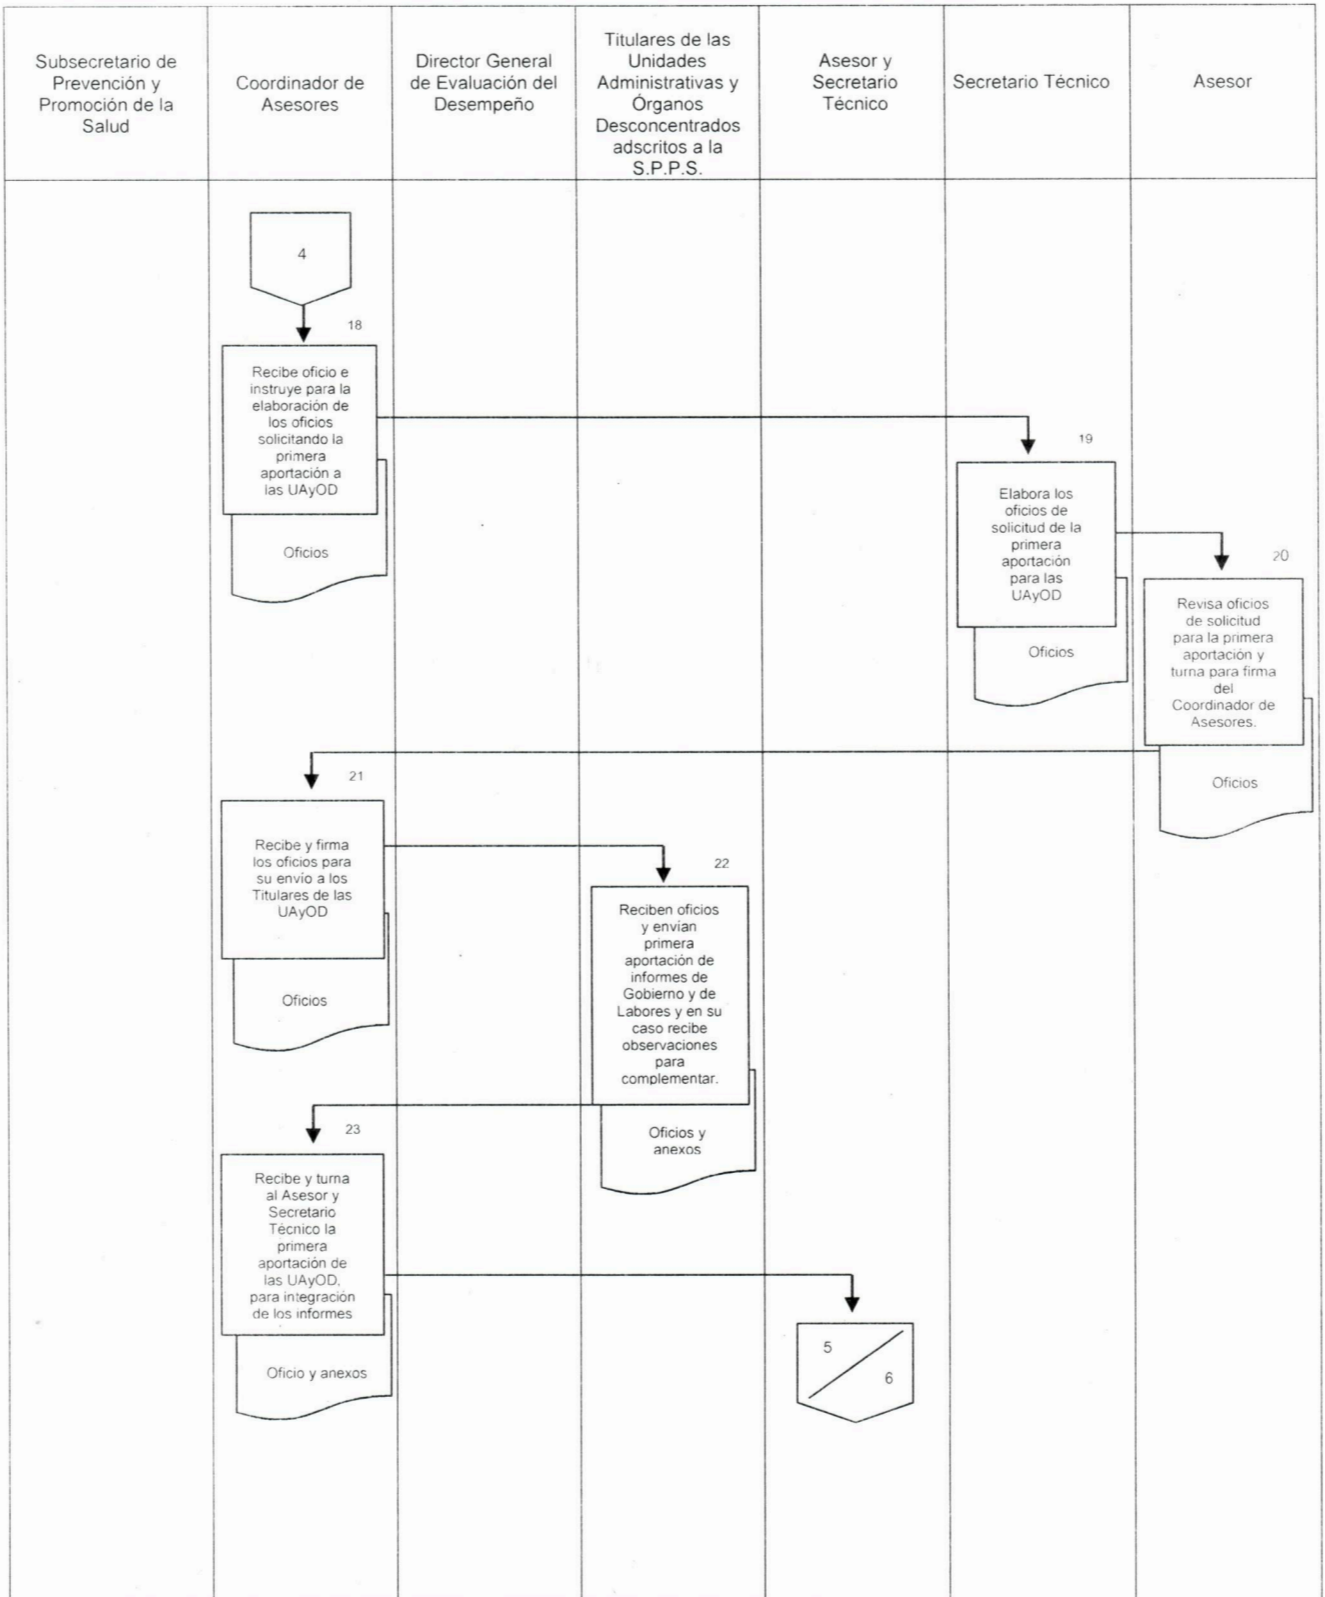 Subsecretario de
Prevención y
Promoción de la
Salud
Coordinador de
Asesores
Director General
de Evaluación del
Desempeño
Titulares de las
Unidades
Administrativas y
Órganos
Desconcentrados
adscritos a la
S.P.P.S.
Asesor y
Secretario
Técnico
Secretario Técnico
Asesor
4
18
Recibe oficio e
instruye para la
elaboración de
los oficios
solicitando la
primera
aportación a
las UAyOD
Oficios
19
Elabora los
oficios de
solicitud de la
primera
aportación
para las
UAyOD
Oficios
20
Revisa oficios
de solicitud
para la primera
aportación y
turna para firma
del
Coordinador de
Asesores.
Oficios
21
Recibe y firma
los oficios para
su envío a los
Titulares de las
UAyOD
Oficios
22
Reciben oficios
y envían
primera
aportación de
informes de
Gobierno y de
Labores y en su
caso recibe
observaciones
para
complementar.
Oficios y
anexos
23
Recibe y turna
al Asesor y
Secretario
Técnico la
primera
aportación de
las UAyOD,
para integración
de los informes
Oficio y anexos
5
6